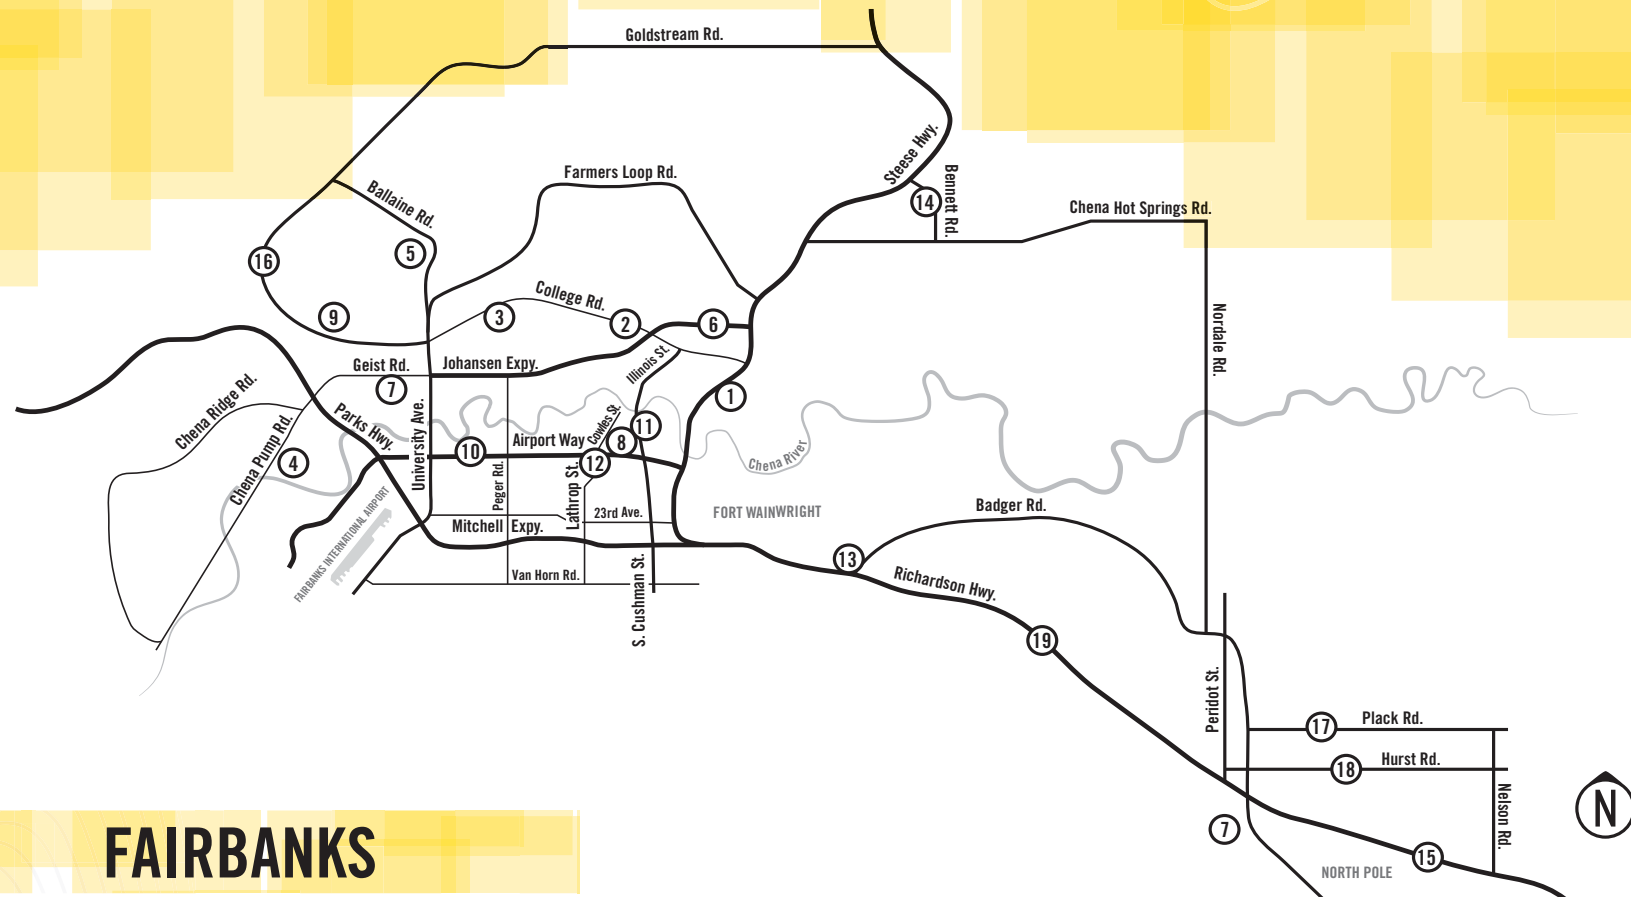 Goldstream Rd.
Steese Hwy.
Farmers Loop Rd.
Bennett Rd.
Ballaine Rd.
14
Chena Hot Springs Rd.
5
16
College Rd.
9
3
2
6
Nordale Rd.
Geist Rd.
Johansen Expy.
Illinois St.
7
1
Chena Ridge Rd.
Parks Hwy.
University Ave.
Cowles St.
11
Airport Way
8
10
12
Chena River
Chena Pump Rd.
4
Peger Rd.
Lathrop St.
FAIRBANKS INTERNATIONAL AIRPORT
23rd Ave.
FORT WAINWRIGHT
Badger Rd.
Mitchell Expy.
13
Van Horn Rd.
Richardson Hwy.
S. Cushman St.
19
Peridot St.
17
Plack Rd.
18
Hurst Rd.
Nelson Rd.
N
7
15
NORTH POLE
FAIRBANKS